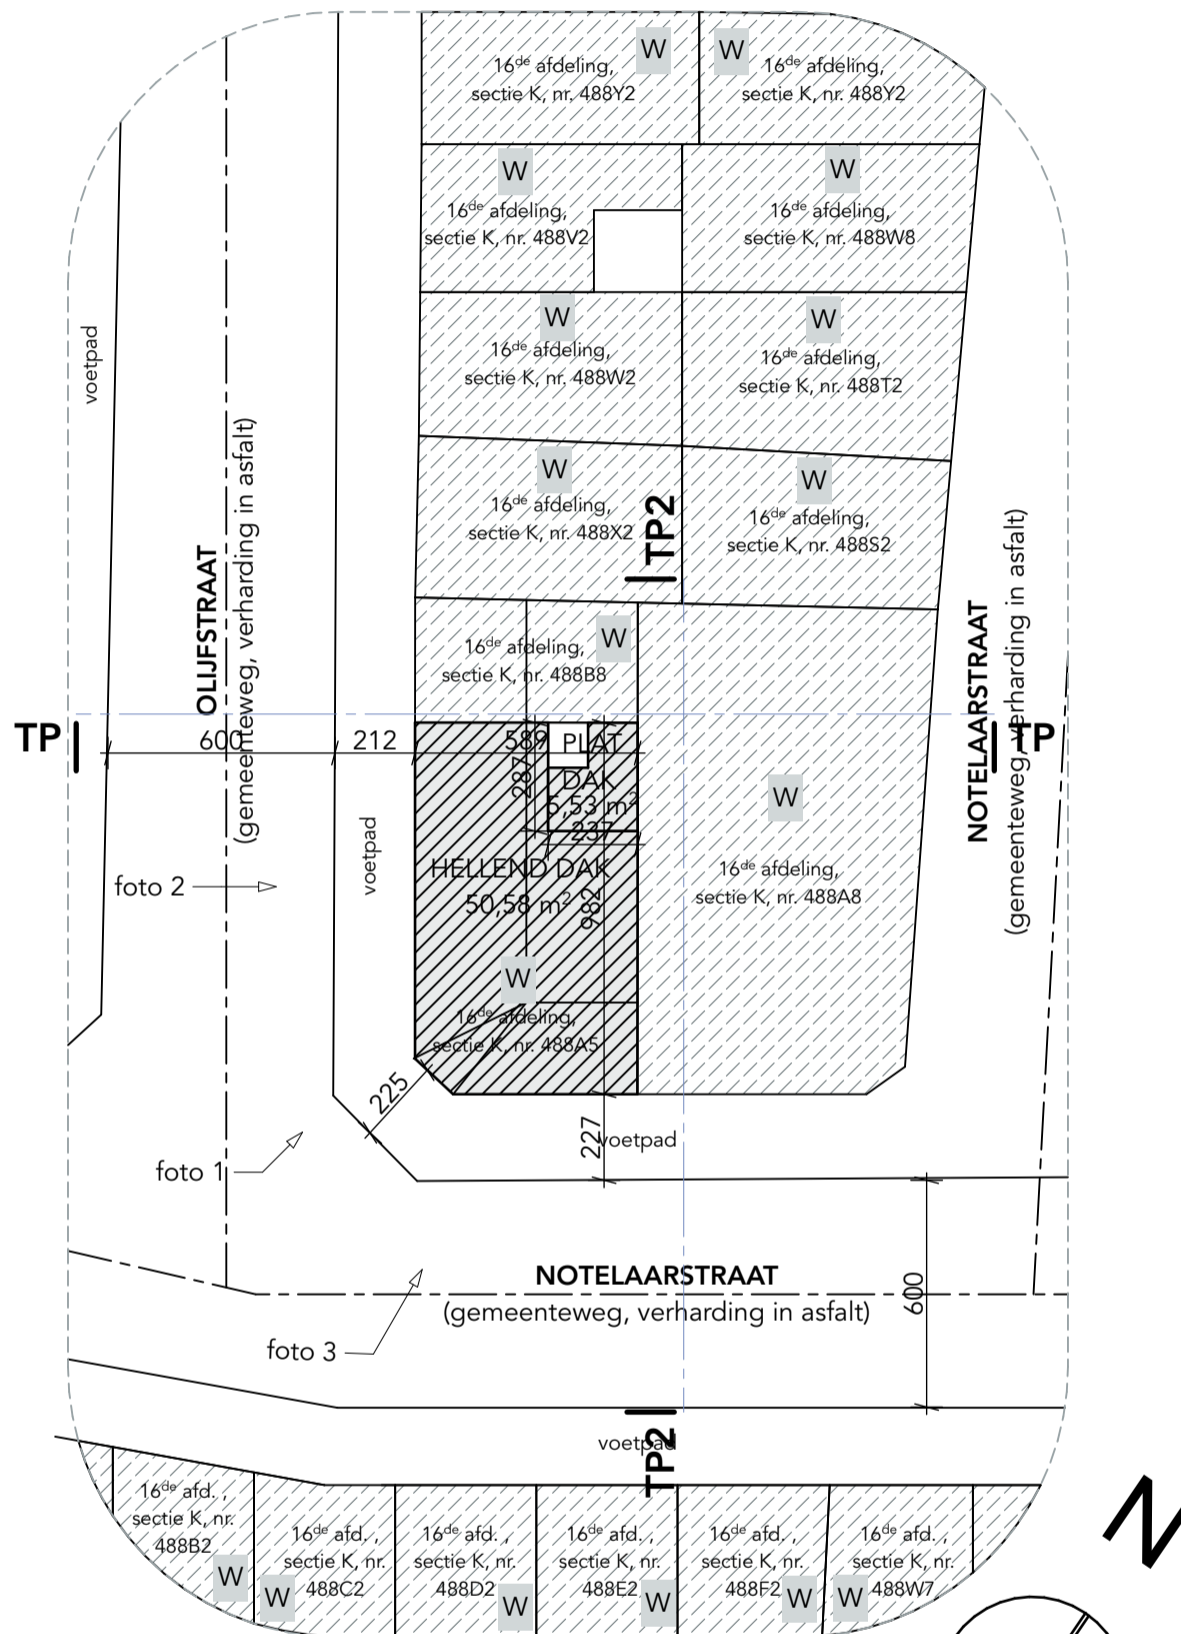 W
16de afdeling,
sectie K, nr. 488Y2
W
16de afdeling,
sectie K, nr. 488Y2
W
16de afdeling,
sectie K, nr. 488V2
W
16de afdeling,
sectie K, nr. 488W8
W
16de afdeling,
sectie K, nr. 488W2
W
16de afdeling,
sectie K, nr. 488T2
voetpad
W
16de afdeling,
sectie K, nr. 488X2
TP2
W
16de afdeling,
sectie K, nr. 488S2
OLIJFSTRAAT
(gemeenteweg, verharding in asfalt)
NOTELAARSTRAAT
(gemeenteweg, verharding in asfalt)
W
16de afdeling,
sectie K, nr. 488B8
TP
600
212
589
287
PLAT
DAK
5,53 m²
237
TP
W
16de afdeling,
sectie K, nr. 488A8
voetpad
foto 2
HELLEND DAK
50,58 m²
982
W
16de afdeling,
sectie K, nr. 488A5
225
227
voetpad
foto 1
NOTELAARSTRAAT
(gemeenteweg, verharding in asfalt)
600
foto 3
voetpad
TP2
N
16de afd. ,
sectie K, nr.
488B2
W
16de afd. ,
sectie K, nr.
488C2
W
16de afd. ,
sectie K, nr.
488D2
W
16de afd. ,
sectie K, nr.
488E2
W
16de afd. ,
sectie K, nr.
488F2
W
16de afd. ,
sectie K, nr.
488W7
W